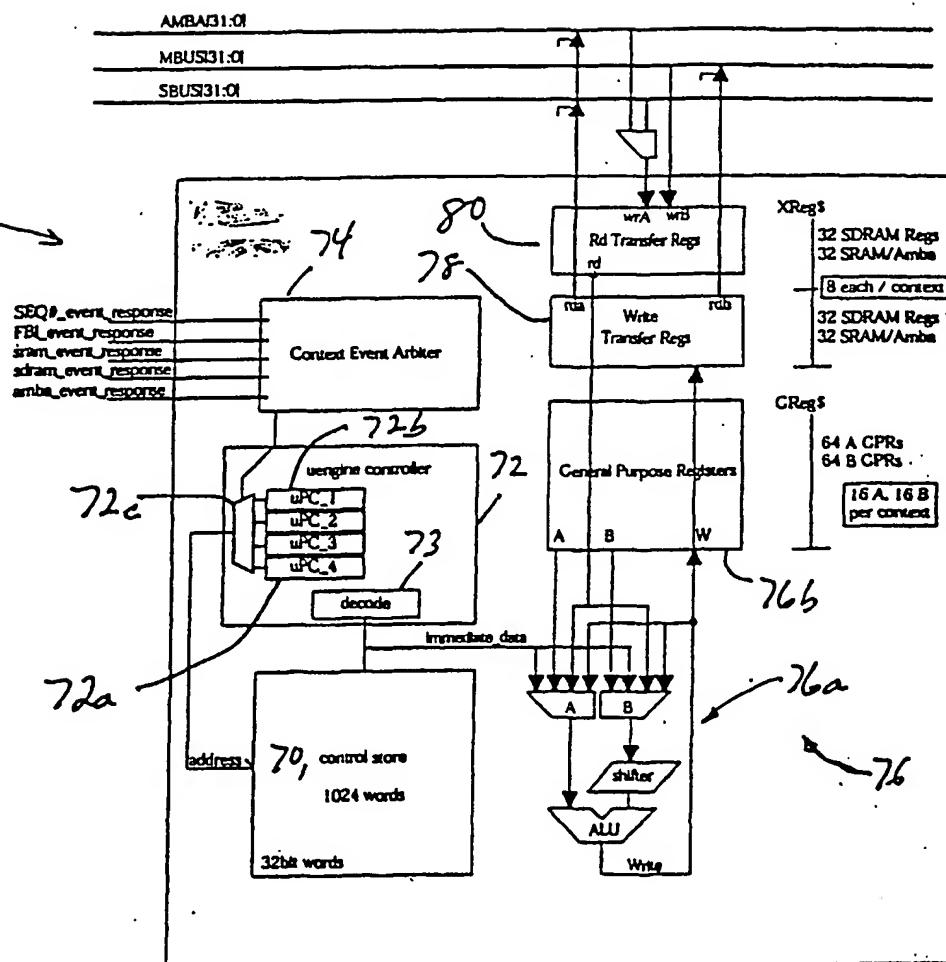 AMBA[31:0]
MBUS[31:0]
SBUS[31:0]
80
wrA wrB
Rd Transfer Regs
rd
XRegs
32 SDRAM Regs
32 SRAM/Amba
8 each / context
32 SDRAM Regs
32 SRAM/Amba
78
rda
rdb
Write
Transfer Regs
74
SEQ#_event_response
FBI_event_response
sram_event_response
sdram_event_response
amba_event_response
Context Event Arbiter
72b
72
uengine controller
72c
uPC_1
uPC_2
uPC_3
uPC_4
73
decode
72a
General Purpose Registers
A B W
GRegs
64 A GPRs
64 B GPRs
16 A, 16 B
per context
76b
immediate_data
A B
76a
76
shifter
ALU
Write
address
70,
control store
1024 words
32bit words